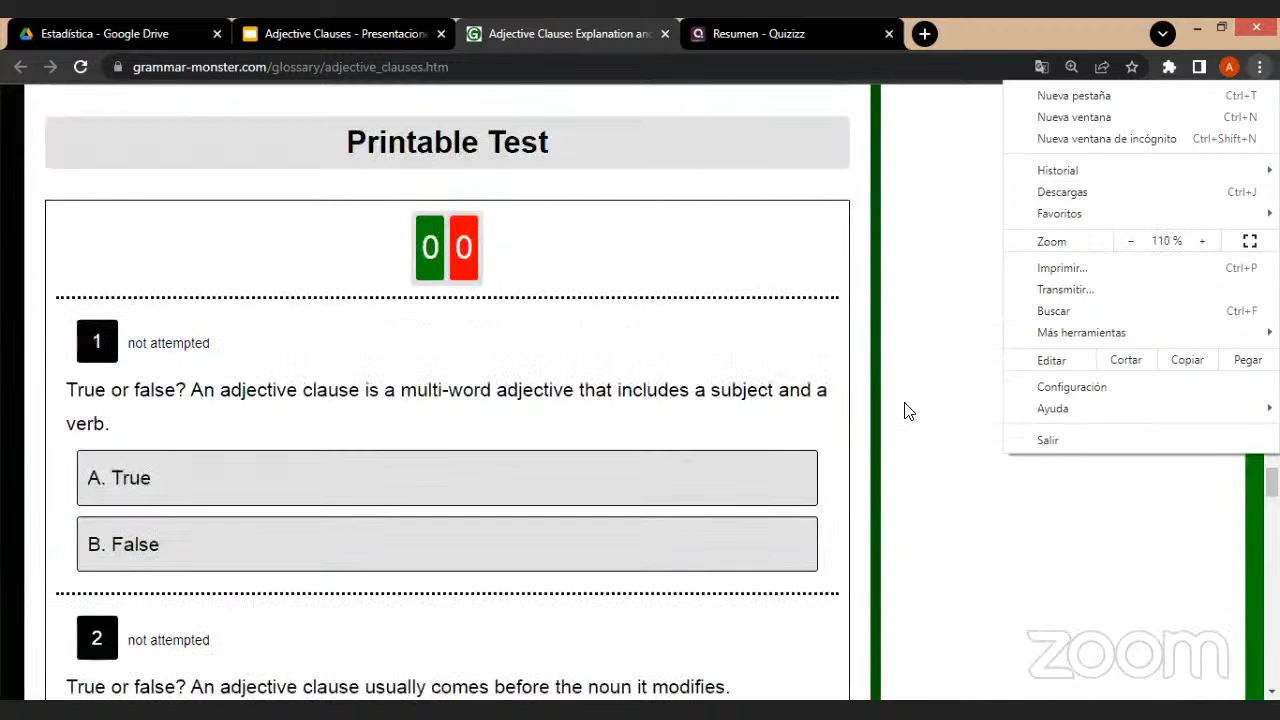 Estadística - Google Drive
Adjective Clauses - Presentacion
Adjective Clause: Explanation an
Resumen - Quizizz
grammar-monster.com/glossary/adjective_clauses.htm
A
Nueva pestaña Ctrl+T
Nueva ventana Ctrl+N
Nueva ventana de incógnito Ctrl+Shift+N
Historial
Descargas Ctrl+J
Favoritos
Zoom - 110 % +
Imprimir... Ctrl+P
Transmitir...
Buscar Ctrl+F
Más herramientas
Editar Cortar Copiar Pegar
Configuración
Ayuda
Salir
Printable Test
0 0
1 not attempted
True or false? An adjective clause is a multi-word adjective that includes a subject and a
verb.
A. True
B. False
2 not attempted
True or false? An adjective clause usually comes before the noun it modifies.
zoom